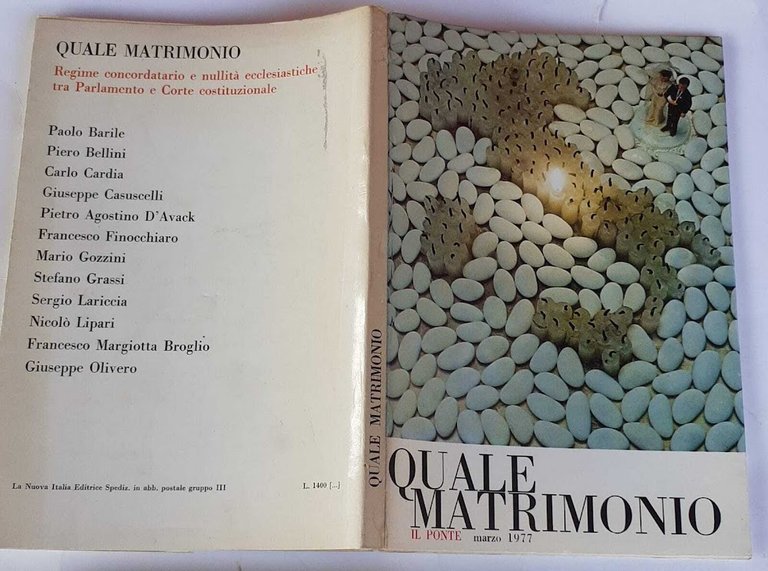 QUALE MATRIMONIO
Regime concordatario e nullità ecclesiastiche
tra Parlamento e Corte costituzionale
Paolo Barile
Piero Bellini
Carlo Cardia
Giuseppe Casuscelli
Pietro Agostino D'Avack
Francesco Finocchiaro
Mario Gozzini
Stefano Grassi
Sergio Lariccia
Nicolò Lipari
Francesco Margiotta Broglio
Giuseppe Olivero
La Nuova Italia Editrice Spediz. in abb. postale gruppo III L. 1400 [...]
QUALE MATRIMONIO
QUALE
MATRIMONIO
IL PONTE marzo 1977